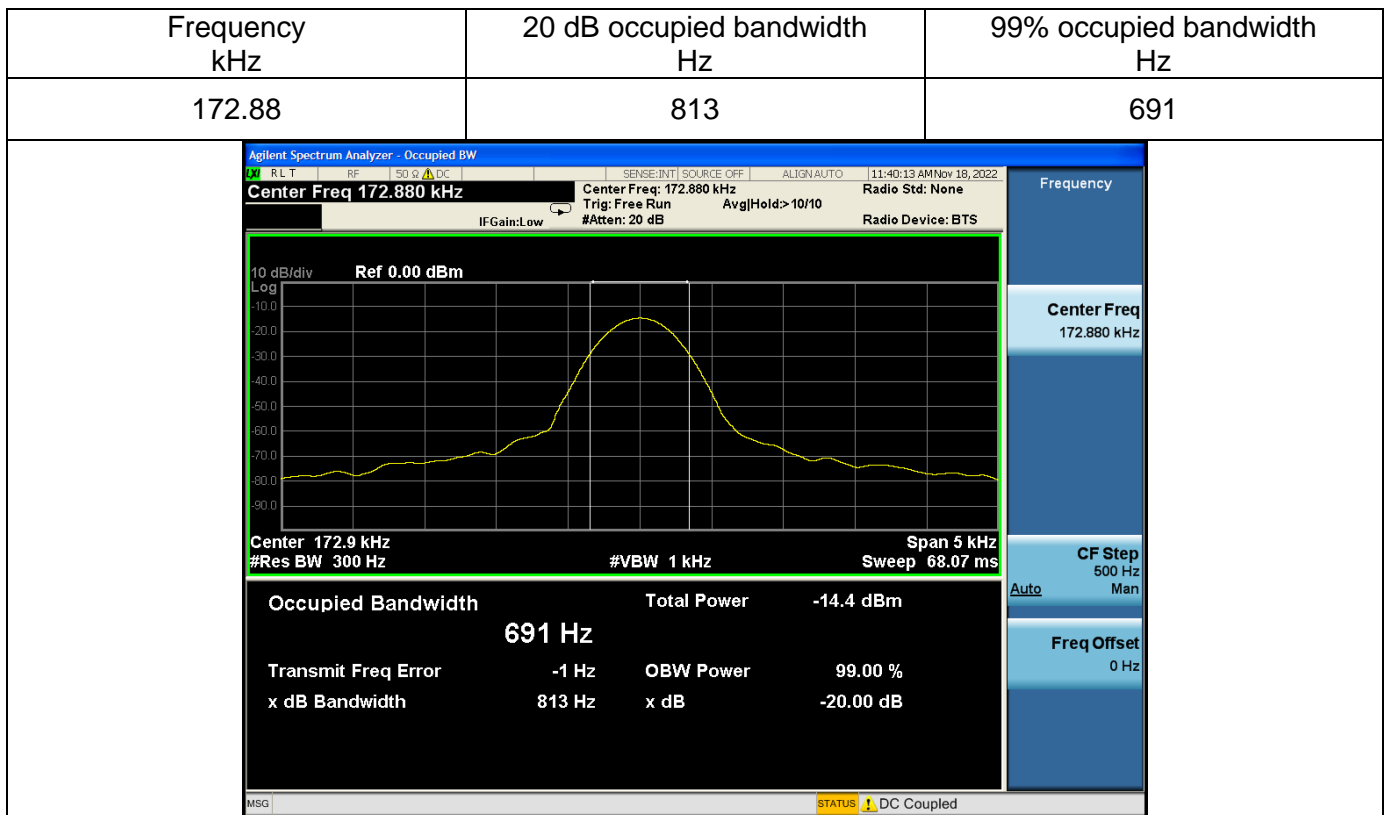 Frequency
kHz
20 dB occupied bandwidth
Hz
99% occupied bandwidth
Hz
172.88
813
691
Agilent Spectrum Analyzer - Occupied BW
LXI RLT RF 50 Ω DC SENSE:INT SOURCE OFF ALIGN AUTO 11:40:13 AM Nov 18, 2022
Center Freq 172.880 kHz
Center Freq: 172.880 kHz
Radio Std: None
Trig: Free Run
Avg|Hold:>10/10
IFGain:Low
#Atten: 20 dB
Radio Device: BTS
10 dB/div
Ref 0.00 dBm
Log
-10.0
-20.0
-30.0
-40.0
-50.0
-60.0
-70.0
-80.0
-90.0
Center 172.9 kHz
Span 5 kHz
#Res BW 300 Hz
#VBW 1 kHz
Sweep 68.07 ms
Occupied Bandwidth
Total Power
-14.4 dBm
691 Hz
Transmit Freq Error
-1 Hz
OBW Power
99.00 %
x dB Bandwidth
813 Hz
x dB
-20.00 dB
Frequency
Center Freq
172.880 kHz
CF Step
500 Hz
Auto Man
Freq Offset
0 Hz
MSG
STATUS
DC Coupled